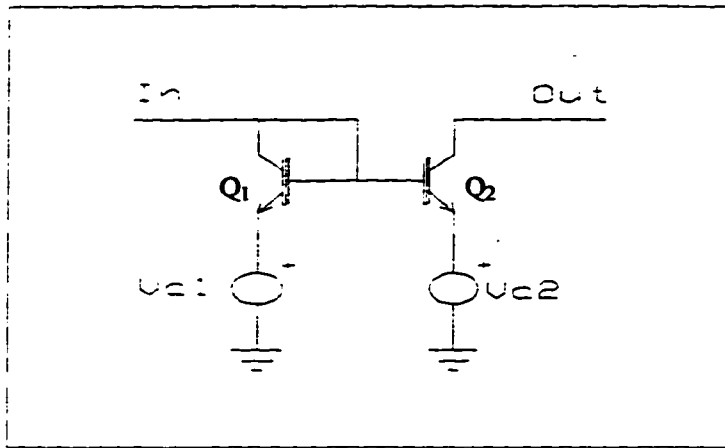 In Out
Q1 Q2
+ +
Vc1 Vc2